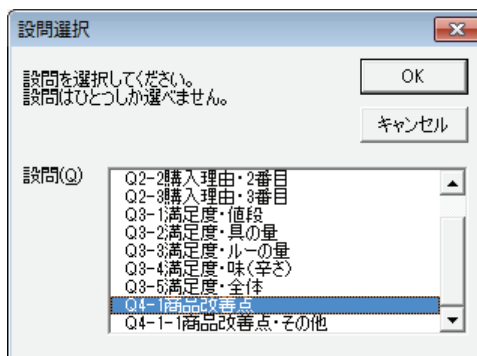 設問選択
設問を選択してください。
設問はひとつしか選べません。
OK
キャンセル
設問(Q)
Q2-2購入理由・2番目
Q2-3購入理由・3番目
Q3-1満足度・値段
Q3-2満足度・具の量
Q3-3満足度・ルーの量
Q3-4満足度・味(辛さ)
Q3-5満足度・全体
Q4-1商品改善点
Q4-1-1商品改善点・その他